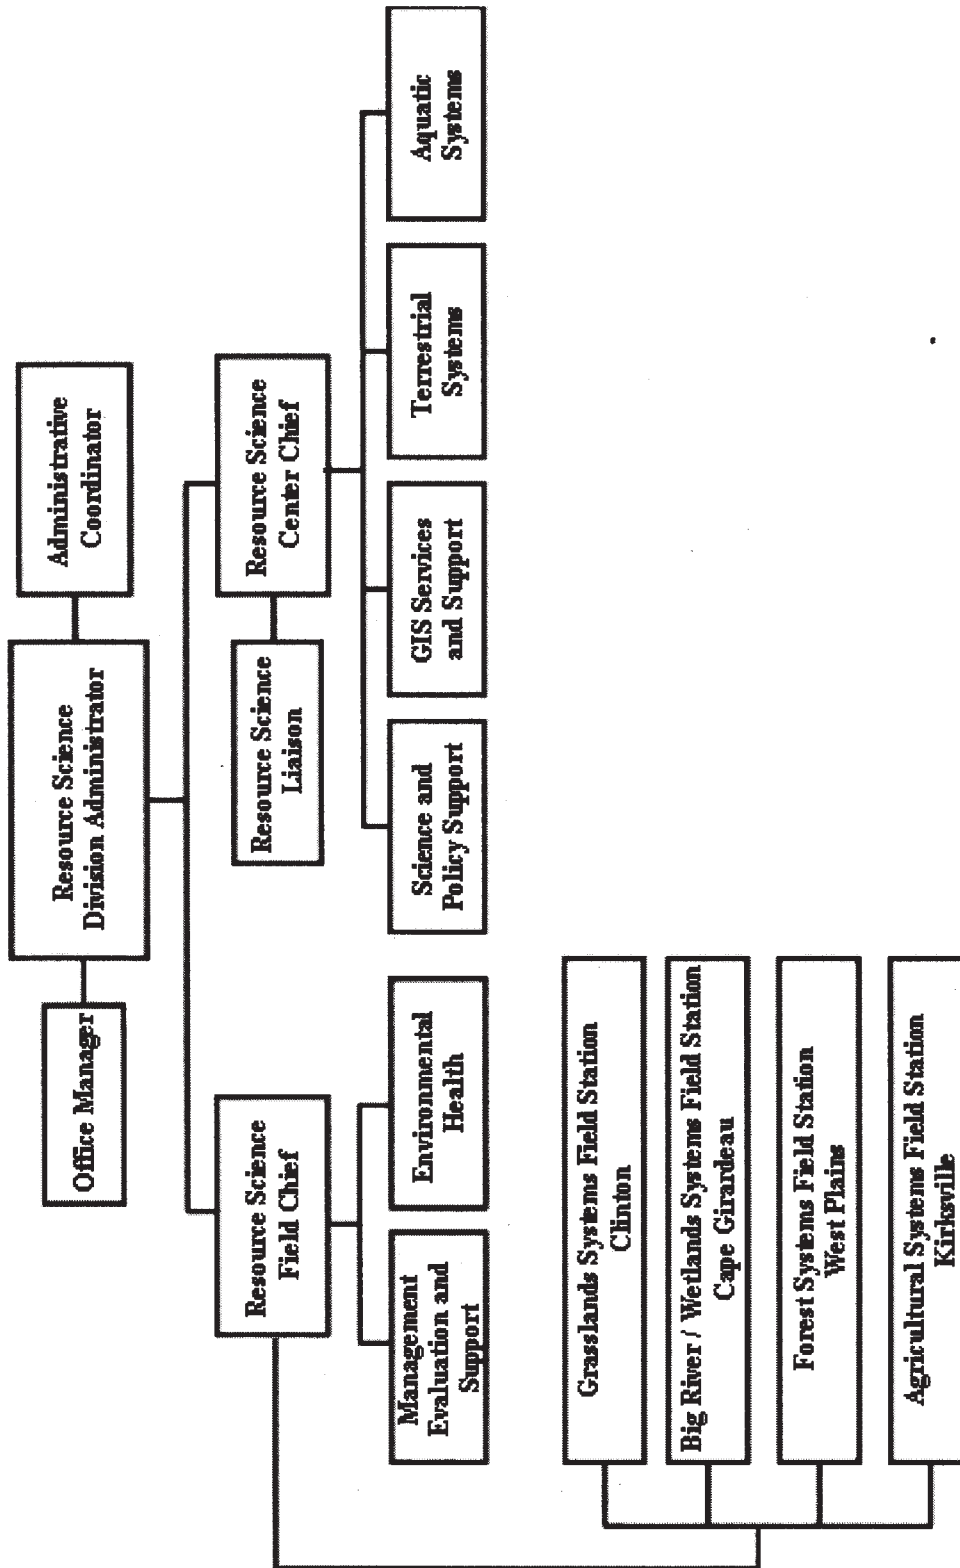 Office Manager
Resource Science
Division Administrator
Administrative
Coordinator
Resource Science
Field Chief
Resource Science
Liaison
Resource Science
Center Chief
Management
Evaluation and
Support
Environmental
Health
Science and
Policy Support
GIS Services
and Support
Terrestrial
Systems
Aquatic
Systems
Grasslands Systems Field Station
Clinton
Big River / Wetlands Systems Field Station
Cape Girardeau
Forest Systems Field Station
West Plains
Agricultural Systems Field Station
Kirksville